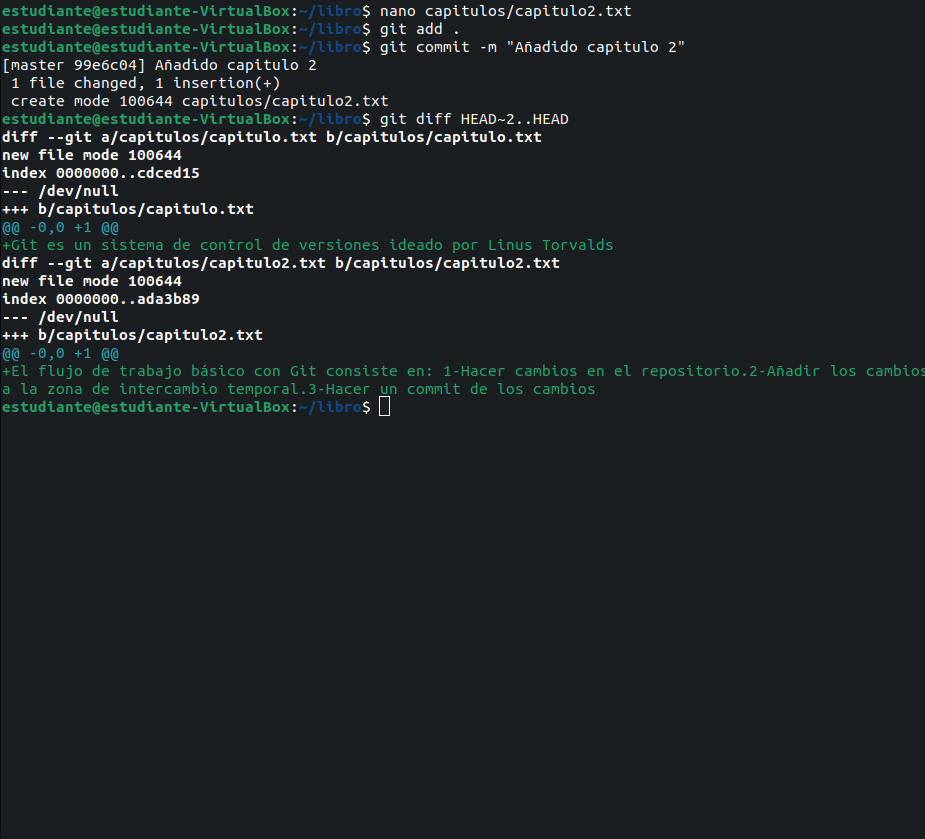 estudiante@estudiante-VirtualBox:~/libro$ nano capitulos/capitulo2.txt
estudiante@estudiante-VirtualBox:~/libro$ git add .
estudiante@estudiante-VirtualBox:~/libro$ git commit -m "Añadido capitulo 2"
[master 99e6c04] Añadido capitulo 2
 1 file changed, 1 insertion(+)
 create mode 100644 capitulos/capitulo2.txt
estudiante@estudiante-VirtualBox:~/libro$ git diff HEAD~2..HEAD
diff --git a/capitulos/capitulo.txt b/capitulos/capitulo.txt
new file mode 100644
index 0000000..cdced15
--- /dev/null
+++ b/capitulos/capitulo.txt
@@ -0,0 +1 @@
+Git es un sistema de control de versiones ideado por Linus Torvalds
diff --git a/capitulos/capitulo2.txt b/capitulos/capitulo2.txt
new file mode 100644
index 0000000..ada3b89
--- /dev/null
+++ b/capitulos/capitulo2.txt
@@ -0,0 +1 @@
+El flujo de trabajo básico con Git consiste en: 1-Hacer cambios en el repositorio.2-Añadir los cambios
a la zona de intercambio temporal.3-Hacer un commit de los cambios
estudiante@estudiante-VirtualBox:~/libro$